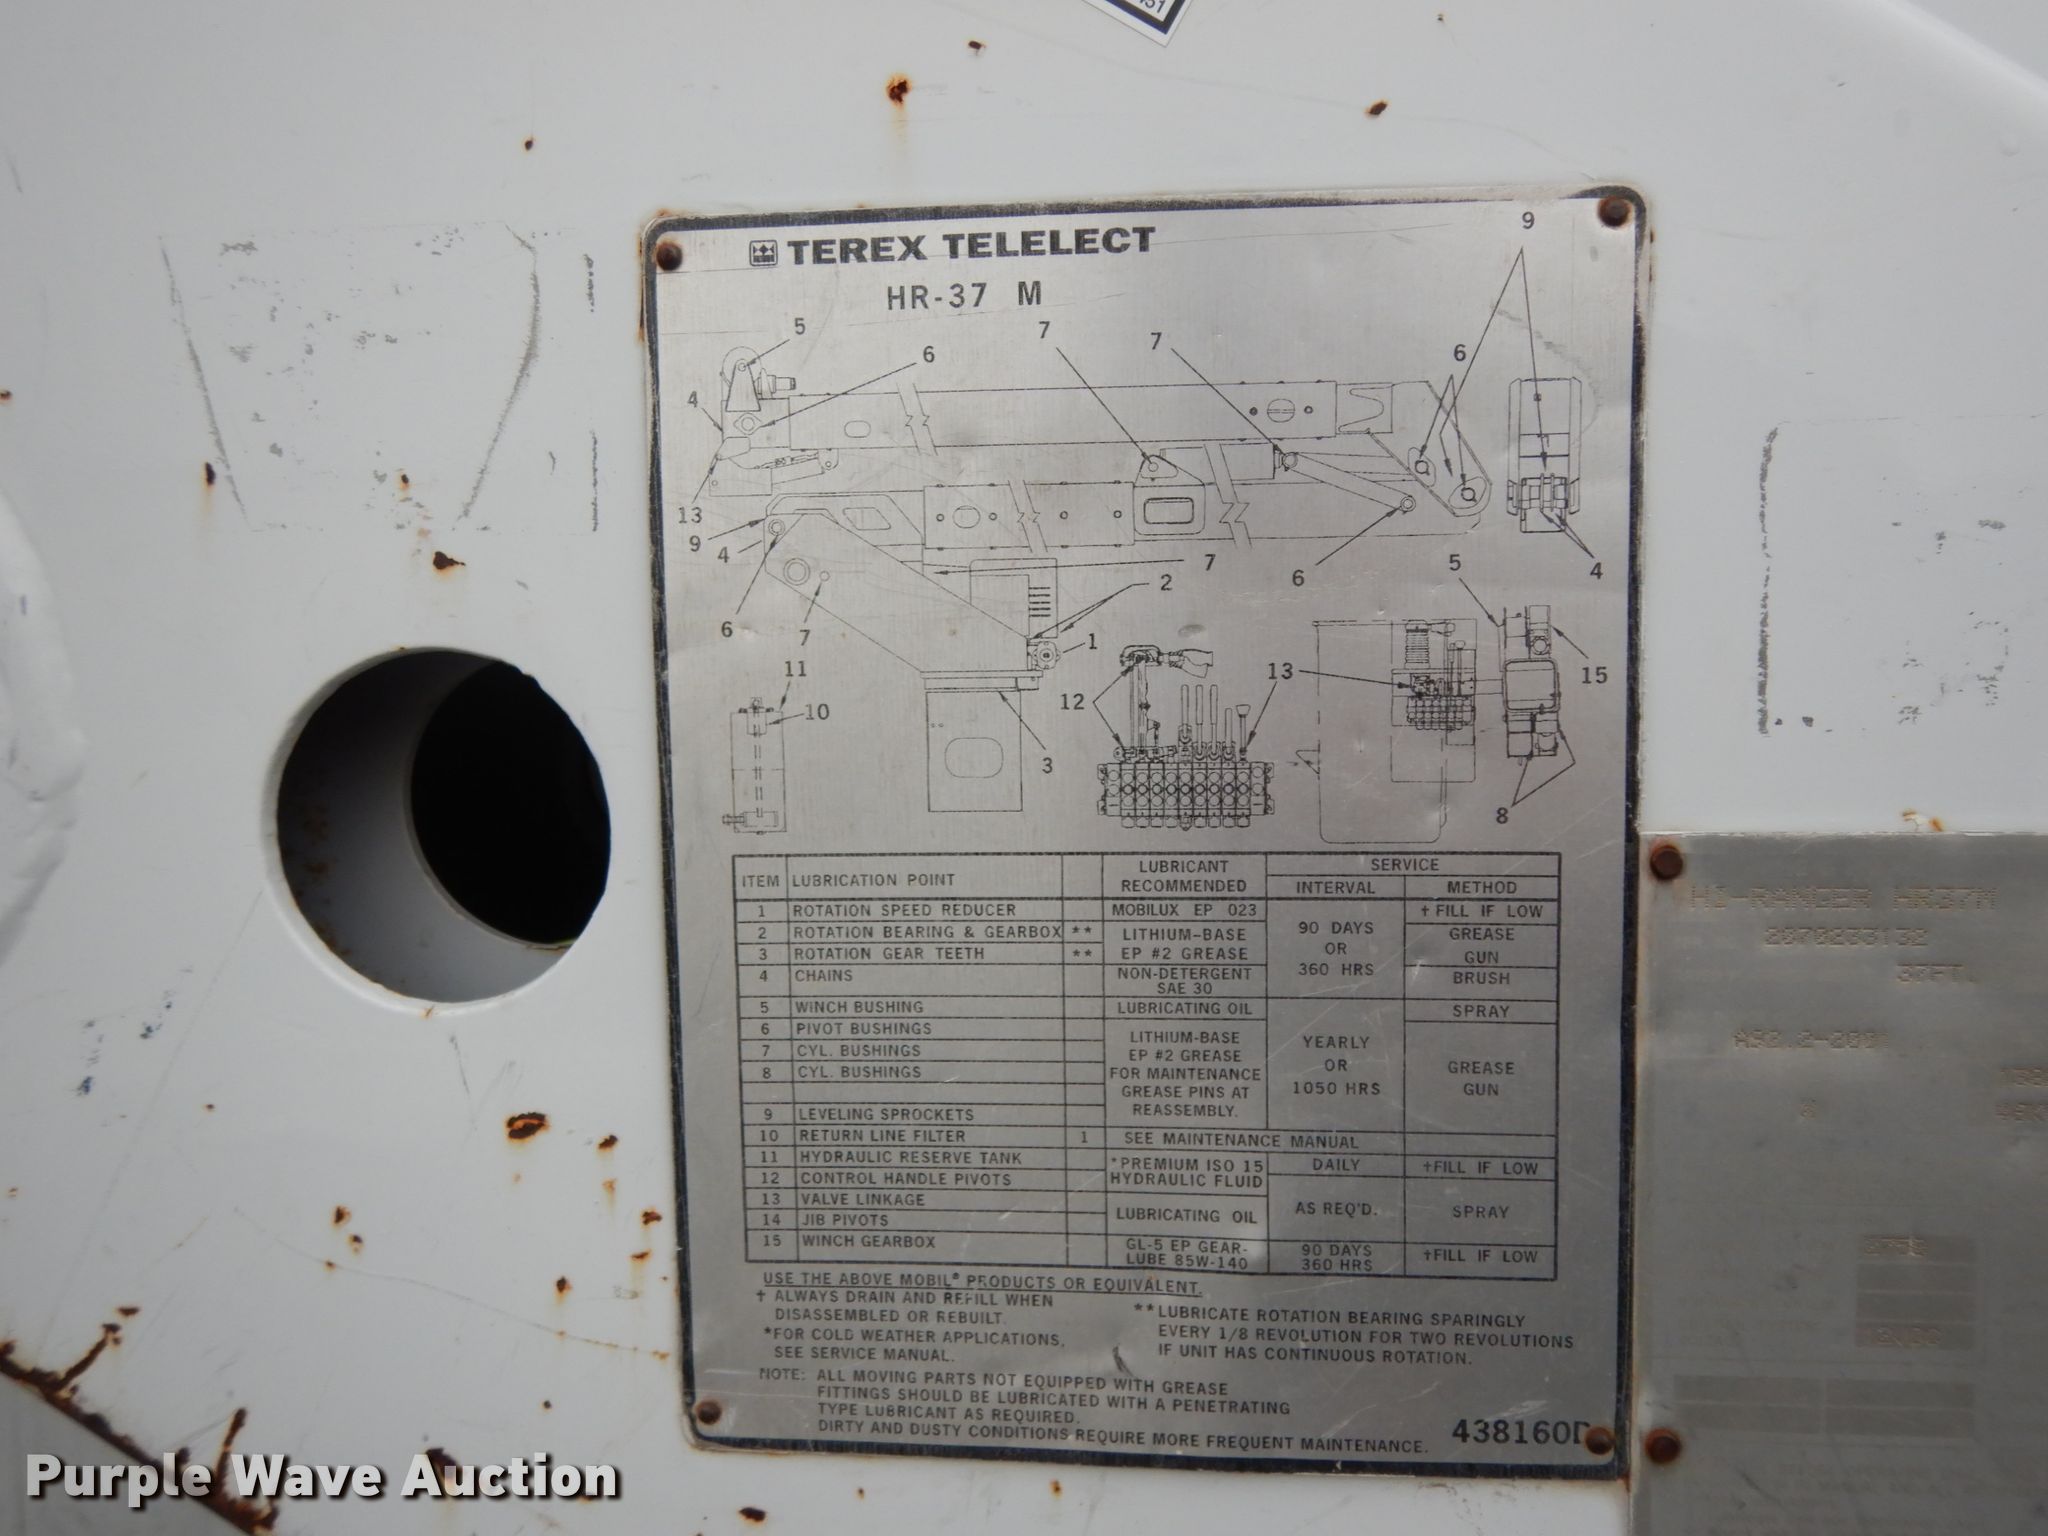 TEREX TELELECT
HR-37 M
9
5
7
7
6
6
4
13
9
4
7
6
5
4
2
6
7
1
11
12
13
15
10
3
8
ITEM LUBRICATION POINT LUBRICANT RECOMMENDED SERVICE
INTERVAL METHOD
1 ROTATION SPEED REDUCER MOBILUX EP 023 90 DAYS OR 360 HRS † FILL IF LOW
2 ROTATION BEARING & GEARBOX ** LITHIUM-BASE EP #2 GREASE GREASE GUN
3 ROTATION GEAR TEETH **
4 CHAINS NON-DETERGENT SAE 30 BRUSH
5 WINCH BUSHING LUBRICATING OIL YEARLY OR 1050 HRS SPRAY
6 PIVOT BUSHINGS LITHIUM-BASE EP #2 GREASE FOR MAINTENANCE GREASE PINS AT REASSEMBLY. GREASE GUN
7 CYL. BUSHINGS
8 CYL. BUSHINGS
9 LEVELING SPROCKETS
10 RETURN LINE FILTER 1 SEE MAINTENANCE MANUAL
11 HYDRAULIC RESERVE TANK *PREMIUM ISO 15 HYDRAULIC FLUID DAILY †FILL IF LOW
12 CONTROL HANDLE PIVOTS AS REQ'D. SPRAY
13 VALVE LINKAGE LUBRICATING OIL
14 JIB PIVOTS
15 WINCH GEARBOX GL-5 EP GEAR-LUBE 85W-140 90 DAYS 360 HRS †FILL IF LOW
USE THE ABOVE MOBIL® PRODUCTS OR EQUIVALENT.
† ALWAYS DRAIN AND REFILL WHEN
DISASSEMBLED OR REBUILT.
*FOR COLD WEATHER APPLICATIONS,
SEE SERVICE MANUAL.
**LUBRICATE ROTATION BEARING SPARINGLY
EVERY 1/8 REVOLUTION FOR TWO REVOLUTIONS
IF UNIT HAS CONTINUOUS ROTATION.
NOTE: ALL MOVING PARTS NOT EQUIPPED WITH GREASE
FITTINGS SHOULD BE LUBRICATED WITH A PENETRATING
TYPE LUBRICANT AS REQUIRED.
DIRTY AND DUSTY CONDITIONS REQUIRE MORE FREQUENT MAINTENANCE.
438160D
HI-RANGER HR37M
2070203132
Purple Wave Auction